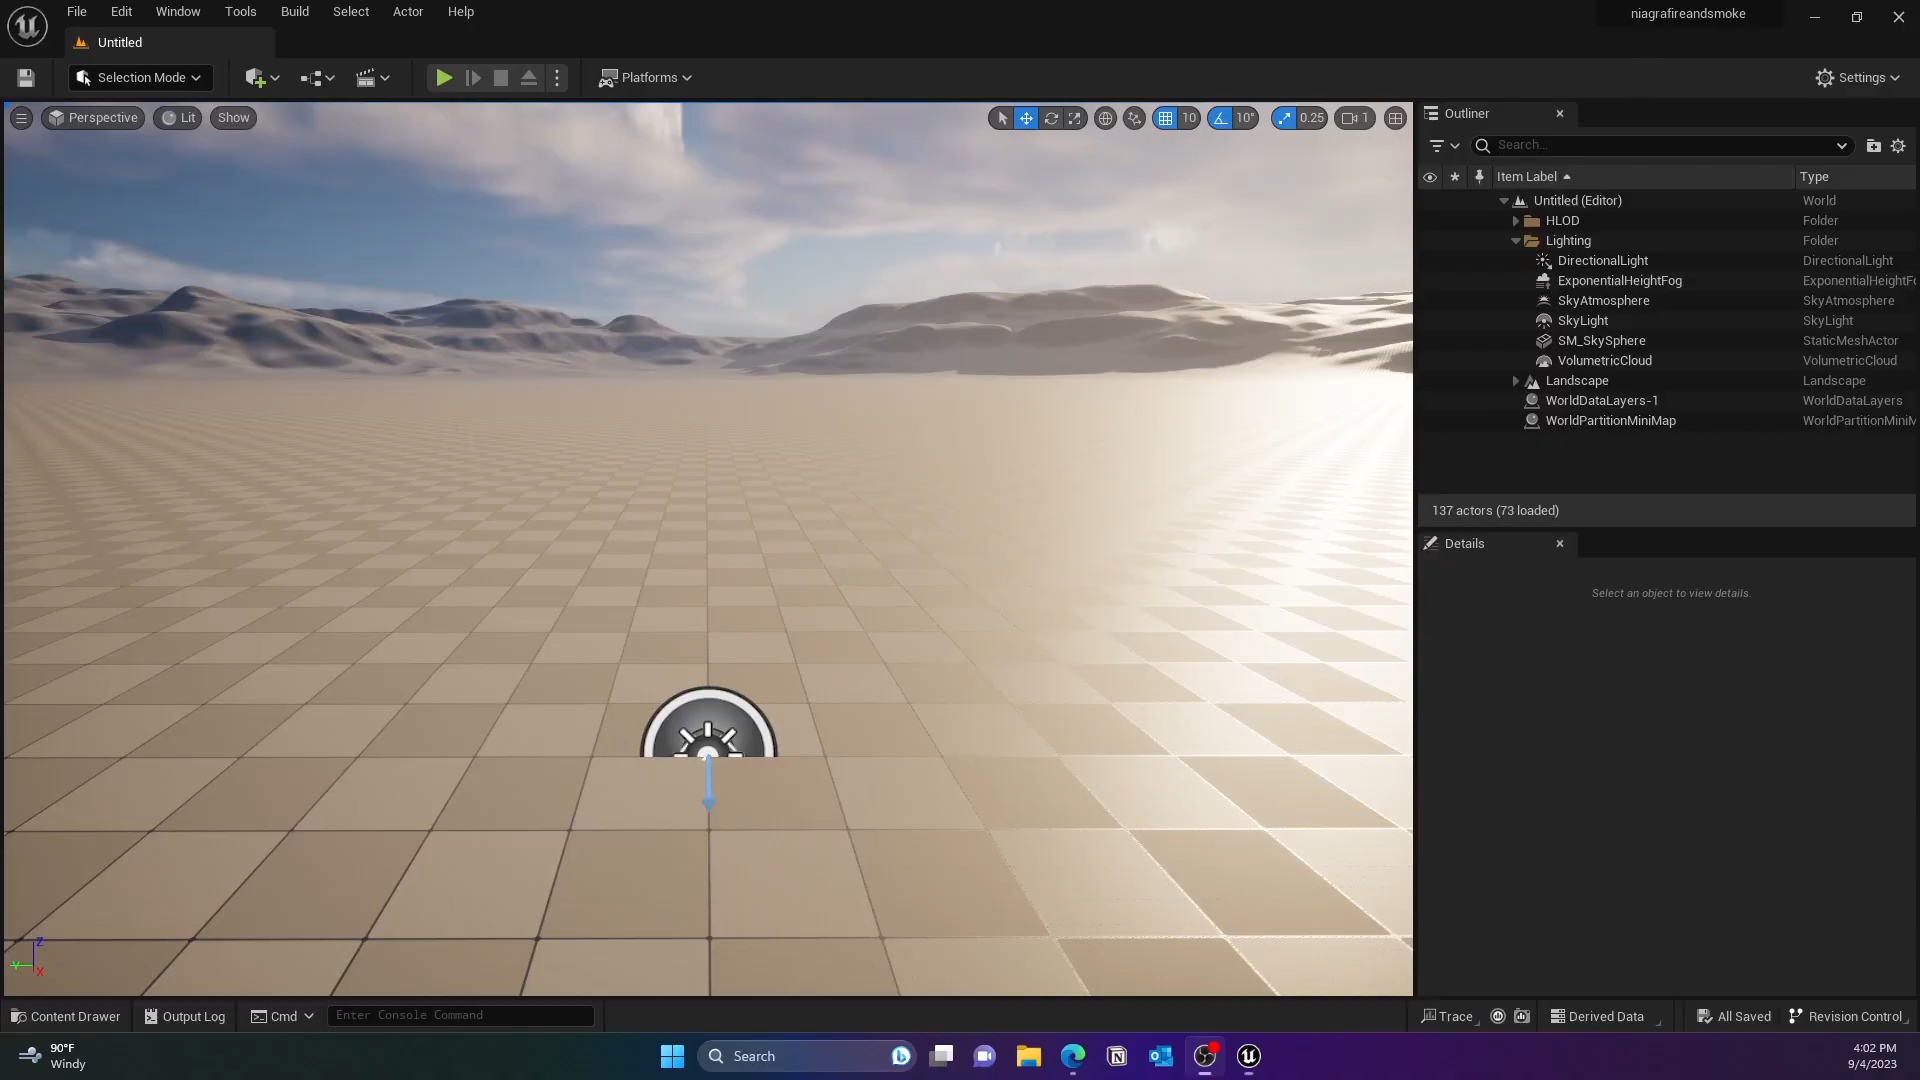 File Edit Window Tools Build Select Actor Help
niagrafireandsmoke
Untitled
Selection Mode
Platforms
Settings
Perspective Lit Show
10 10° 0.25 1
Outliner
Search...
Item Label Type
Untitled (Editor) World
HLOD Folder
Lighting Folder
DirectionalLight DirectionalLight
ExponentialHeightFog ExponentialHeightFo
SkyAtmosphere SkyAtmosphere
SkyLight SkyLight
SM_SkySphere StaticMeshActor
VolumetricCloud VolumetricCloud
Landscape Landscape
WorldDataLayers-1 WorldDataLayers
WorldPartitionMiniMap WorldPartitionMiniM
137 actors (73 loaded)
Details
Select an object to view details.
Z
Y
X
Content Drawer Output Log Cmd Enter Console Command Trace Derived Data All Saved Revision Control
90°F
Windy
Search
4:02 PM
9/4/2023